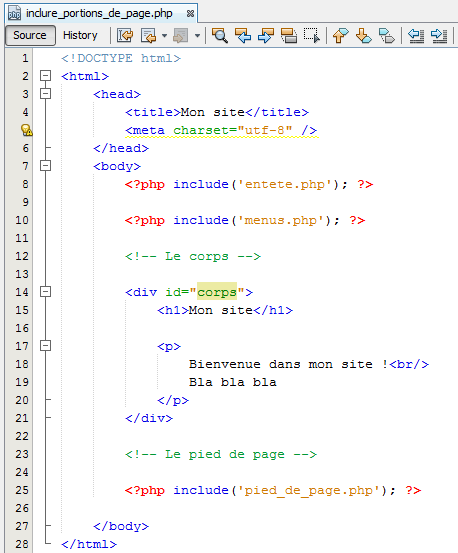 inclure_portions_de_page.php
Source History
1 <!DOCTYPE html>
2 <html>
3 <head>
4 <title>Mon site</title>
<meta charset="utf-8" />
6 </head>
7 <body>
8 <?php include('entete.php'); ?>
9
10 <?php include('menus.php'); ?>
11
12 <!-- Le corps -->
13
14 <div id="corps">
15 <h1>Mon site</h1>
16
17 <p>
18 Bienvenue dans mon site !<br/>
19 Bla bla bla
20 </p>
21 </div>
22
23 <!-- Le pied de page -->
24
25 <?php include('pied_de_page.php'); ?>
26
27 </body>
28 </html>